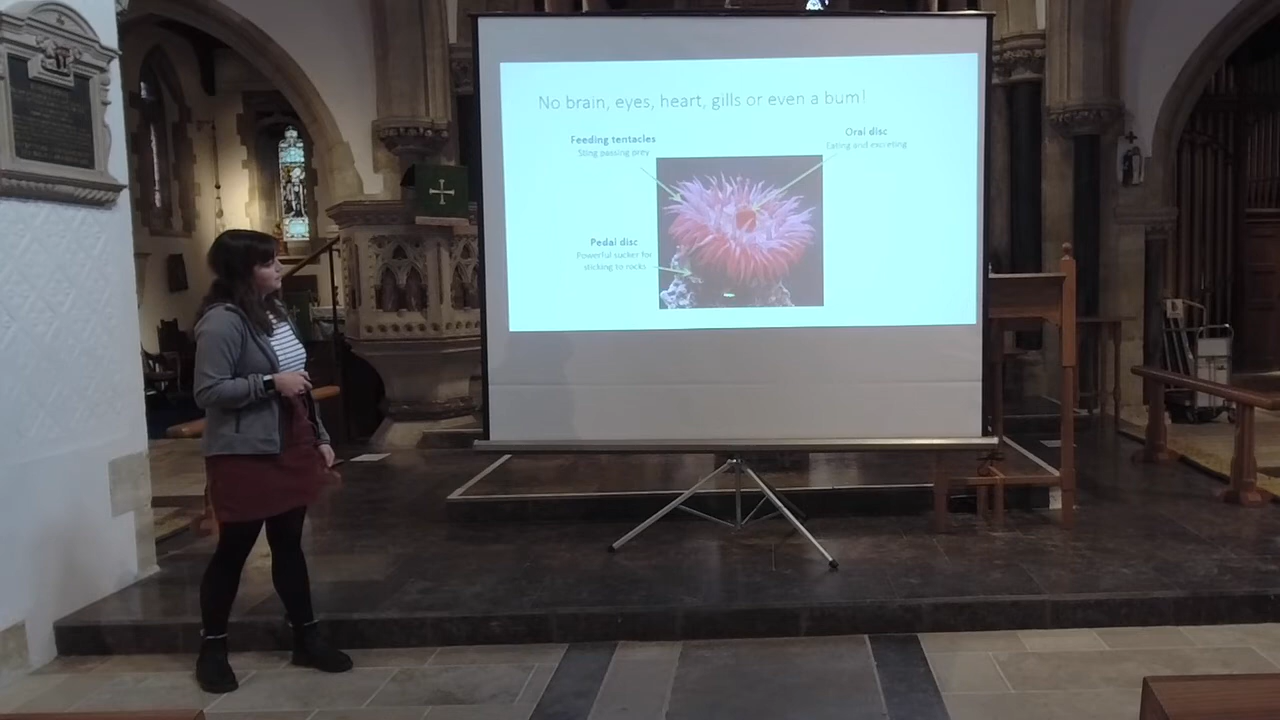 No brain, eyes, heart, gills or even a bum!
Feeding tentacles
Sting passing prey
Oral disc
Eating and excreting
Pedal disc
Powerful sucker for
sticking to rocks